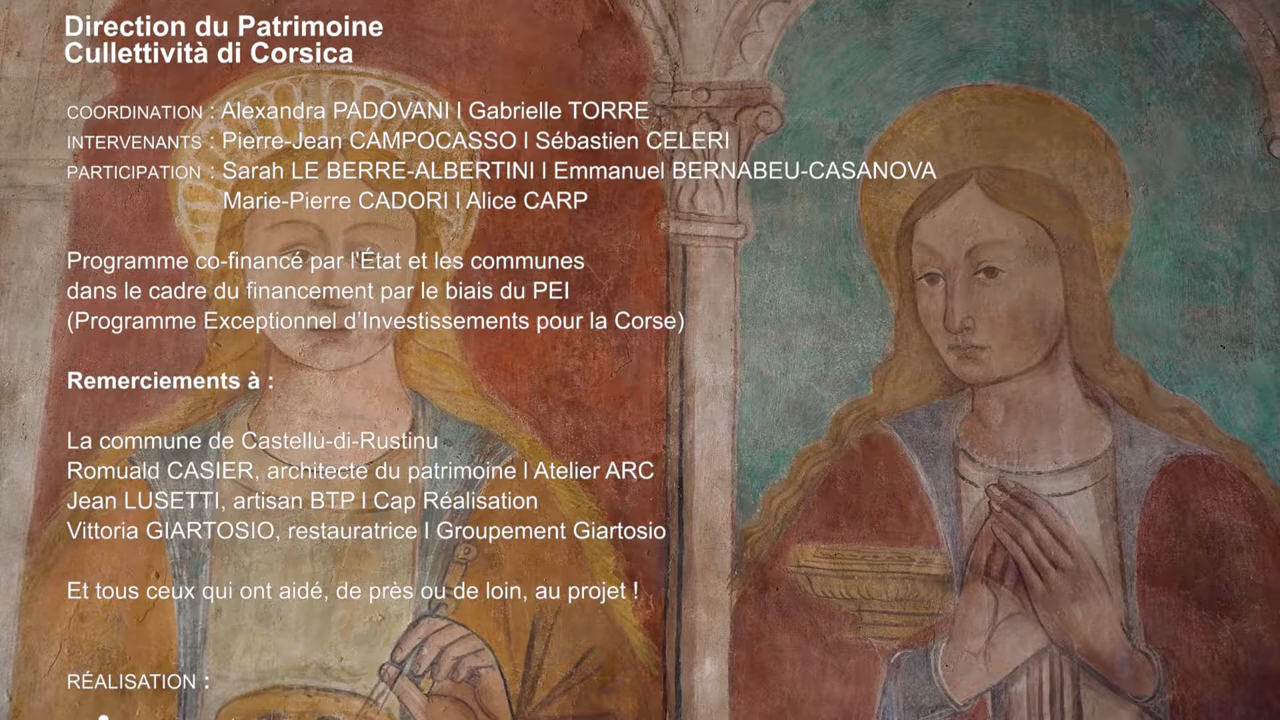 Direction du Patrimoine
Cullettività di Corsica
COORDINATION : Alexandra PADOVANI I Gabrielle TORRE
INTERVENANTS : Pierre-Jean CAMPOCASSO I Sébastien CELERI
PARTICIPATION : Sarah LE BERRE-ALBERTINI I Emmanuel BERNABEU-CASANOVA
Marie-Pierre CADORI I Alice CARP
Programme co-financé par l'État et les communes
dans le cadre du financement par le biais du PEI
(Programme Exceptionnel d'Investissements pour la Corse)
Remerciements à :
La commune de Castellu-di-Rustinu
Romuald CASIER, architecte du patrimoine I Atelier ARC
Jean LUSETTI, artisan BTP I Cap Réalisation
Vittoria GIARTOSIO, restauratrice I Groupement Giartosio
Et tous ceux qui ont aidé, de près ou de loin, au projet !
RÉALISATION :